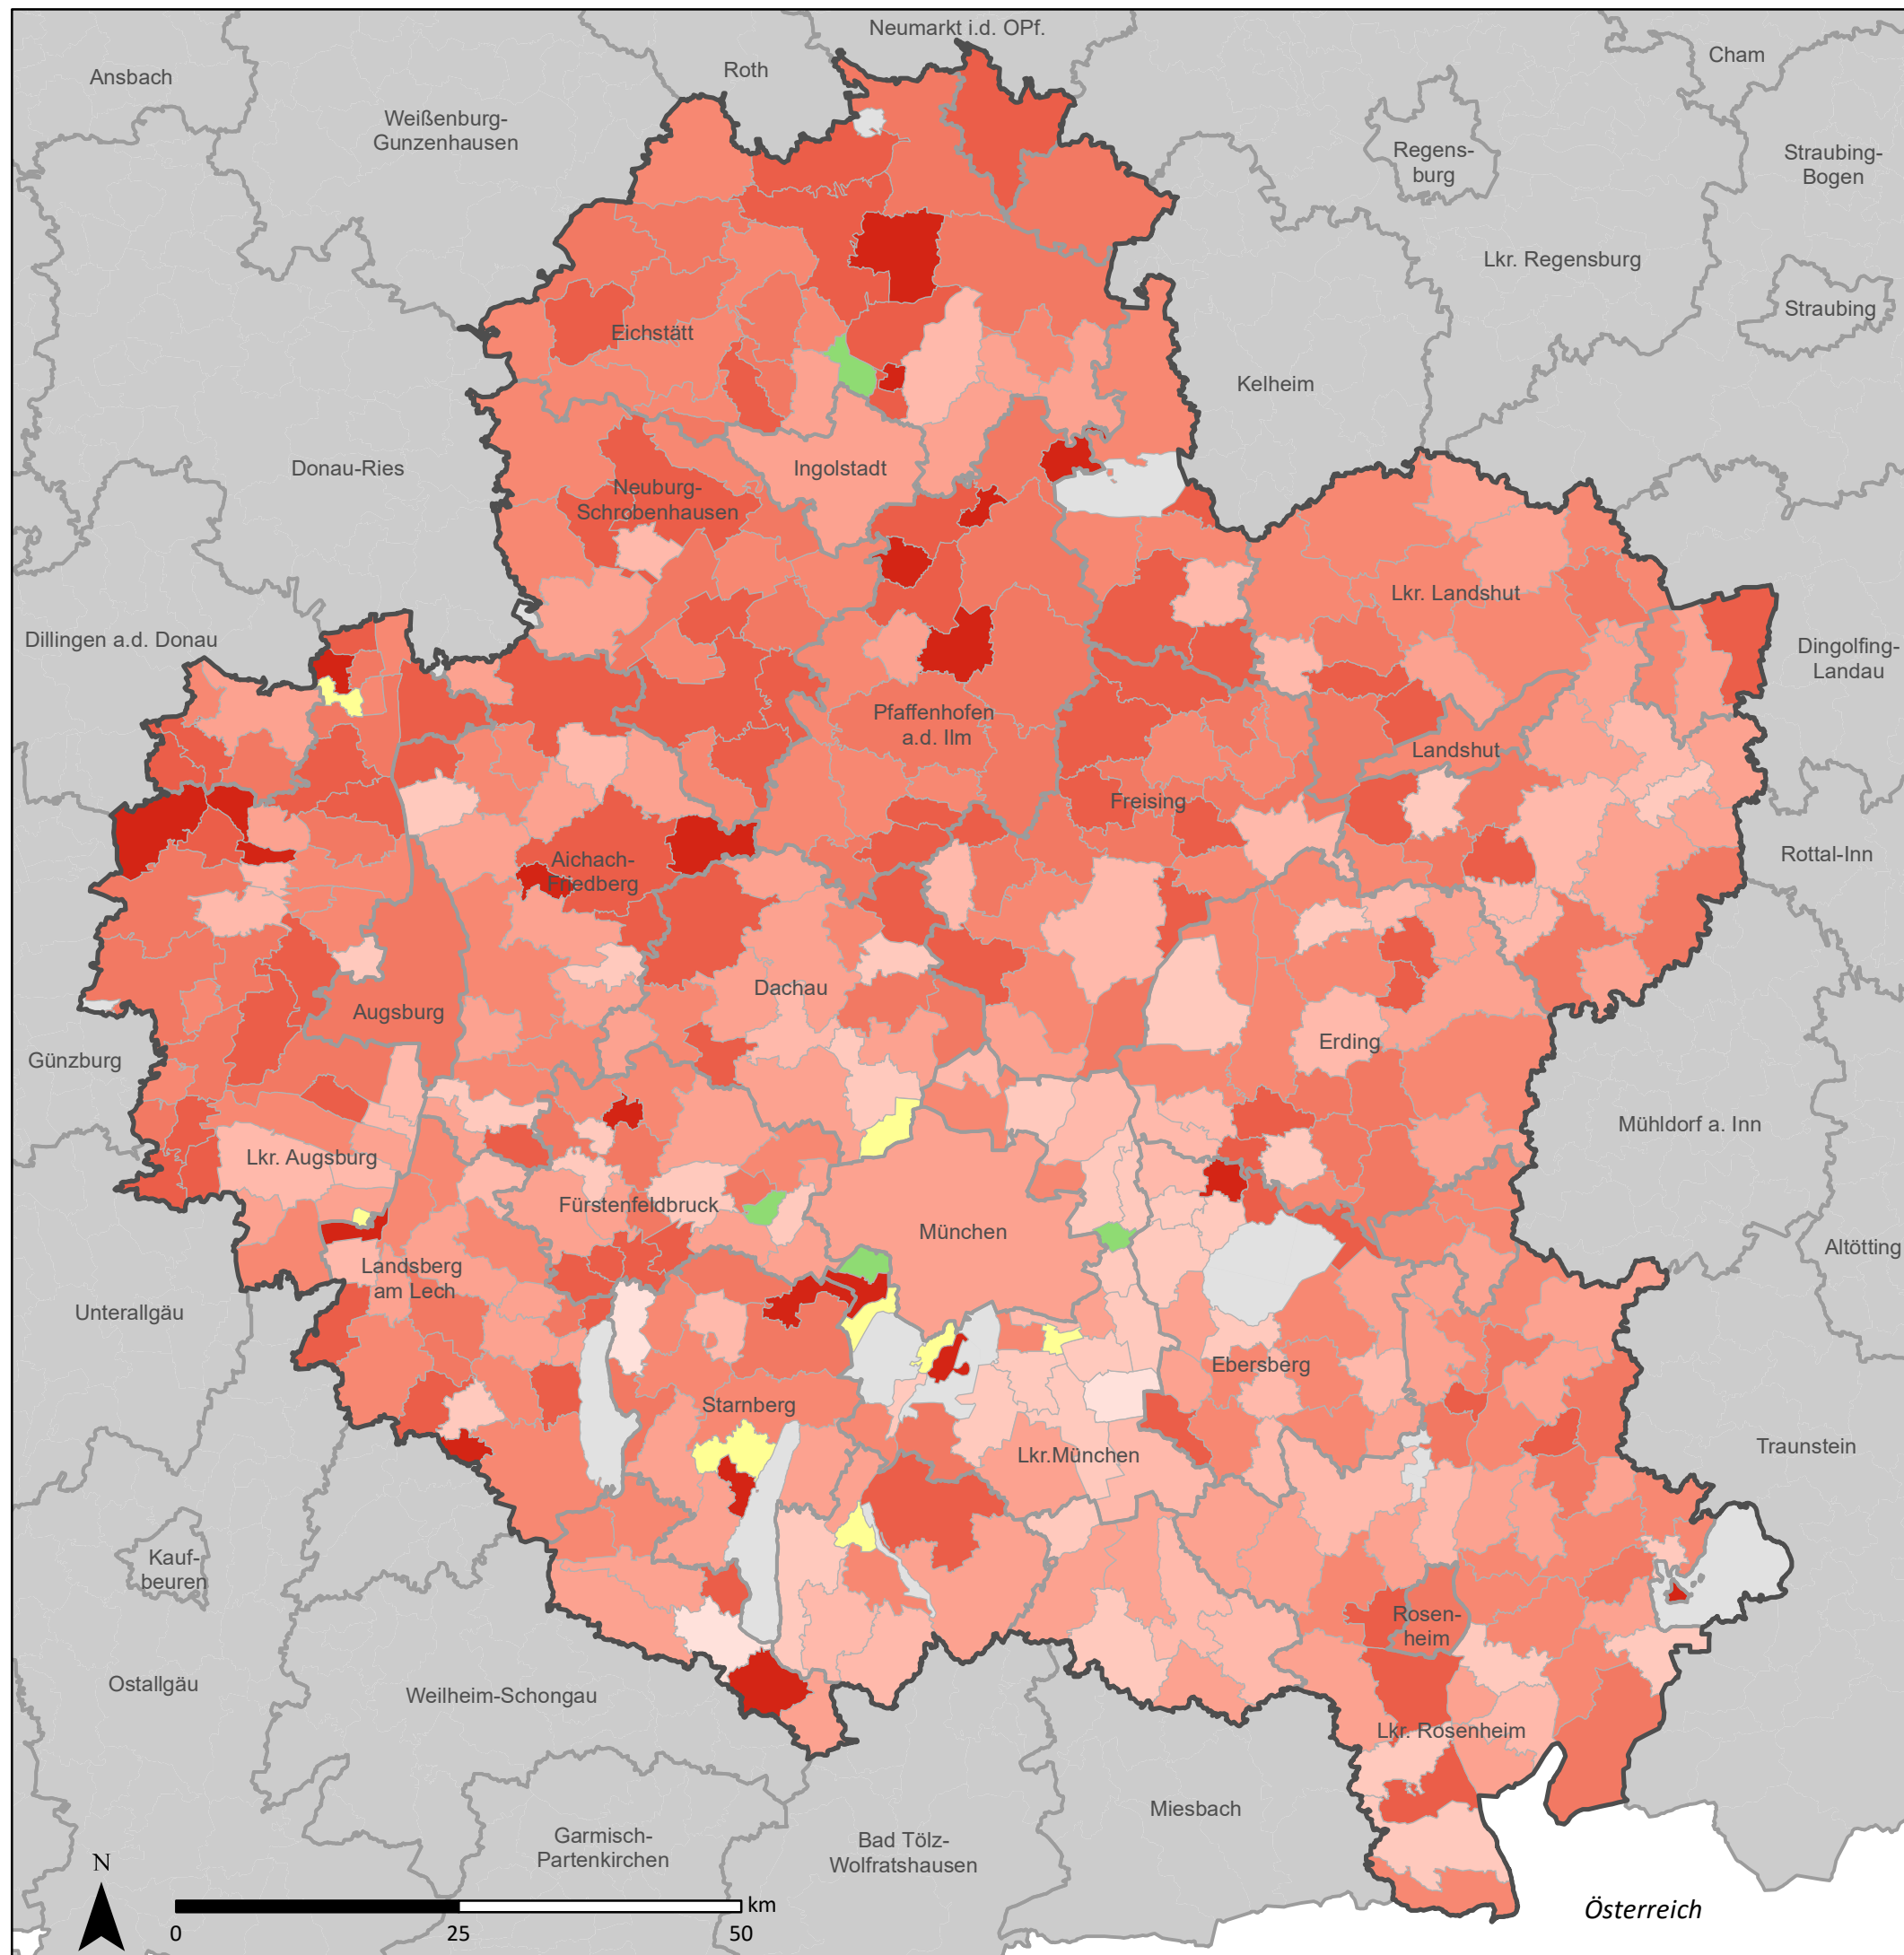 Neumarkt i.d. OPf.
Cham
Roth
Ansbach
Weißenburg-
Gunzenhausen
Regens-
burg
Straubing-
Bogen
Lkr. Regensburg
Straubing
Eichstätt
Kelheim
Donau-Ries
Ingolstadt
Neuburg-
Schrobenhausen
Lkr. Landshut
Dillingen a.d. Donau
Dingolfing-
Landau
Pfaffenhofen
a.d. Ilm
Landshut
Freising
Aichach-
Friedberg
Rottal-Inn
Dachau
Augsburg
Erding
Günzburg
Mühldorf a. Inn
Lkr. Augsburg
Fürstenfeldbruck
München
Altötting
Landsberg
am Lech
Unterallgäu
Ebersberg
Starnberg
Lkr.München
Traunstein
Kauf-
beuren
Rosen-
heim
Ostallgäu
Weilheim-Schongau
Lkr. Rosenheim
Miesbach
Garmisch-
Partenkirchen
Bad Tölz-
Wolfratshausen
N
km
0 25 50
Österreich